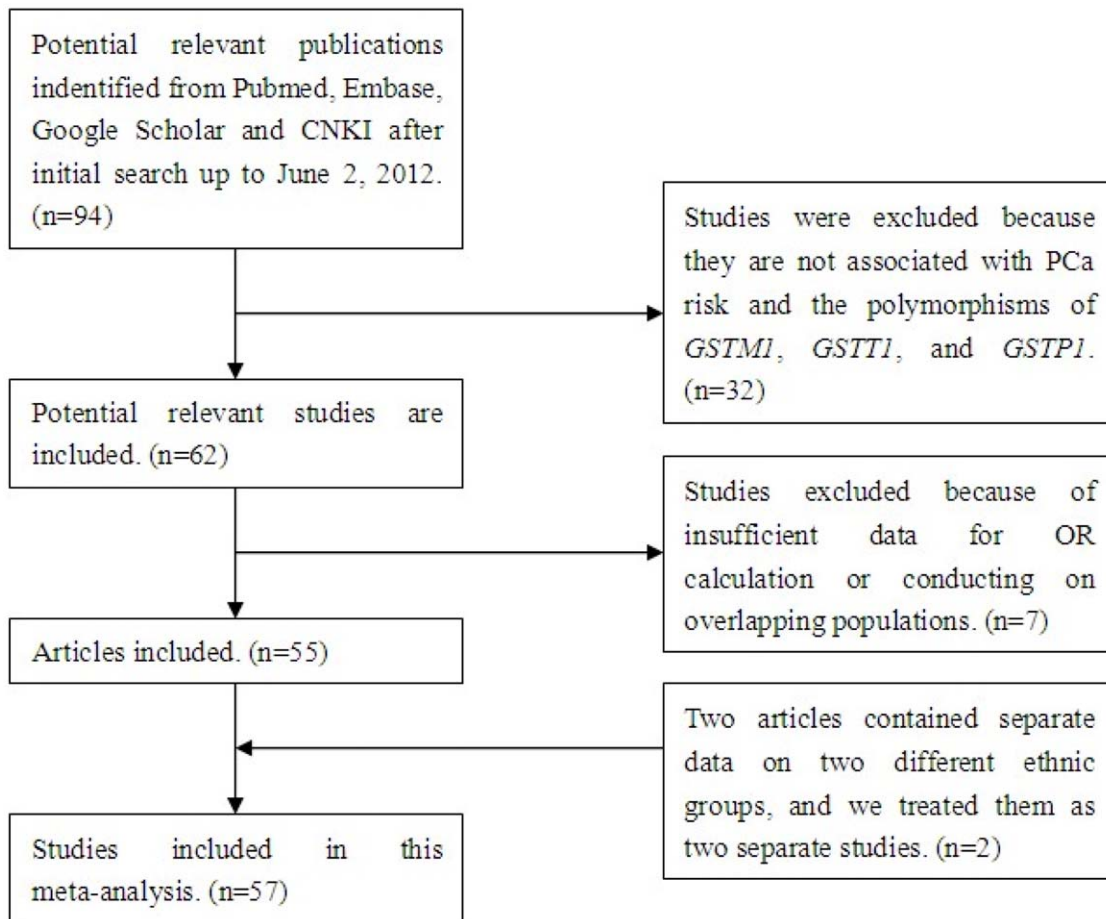 Potential relevant publications
indentified from Pubmed, Embase,
Google Scholar and CNKI after
initial search up to June 2, 2012.
(n=94)
Studies were excluded because
they are not associated with PCa
risk and the polymorphisms of
GSTM1, GSTT1, and GSTP1.
(n=32)
Potential relevant studies are
included. (n=62)
Studies excluded because of
insufficient data for OR
calculation or conducting on
overlapping populations. (n=7)
Articles included. (n=55)
Two articles contained separate
data on two different ethnic
groups, and we treated them as
two separate studies. (n=2)
Studies included in this
meta-analysis. (n=57)